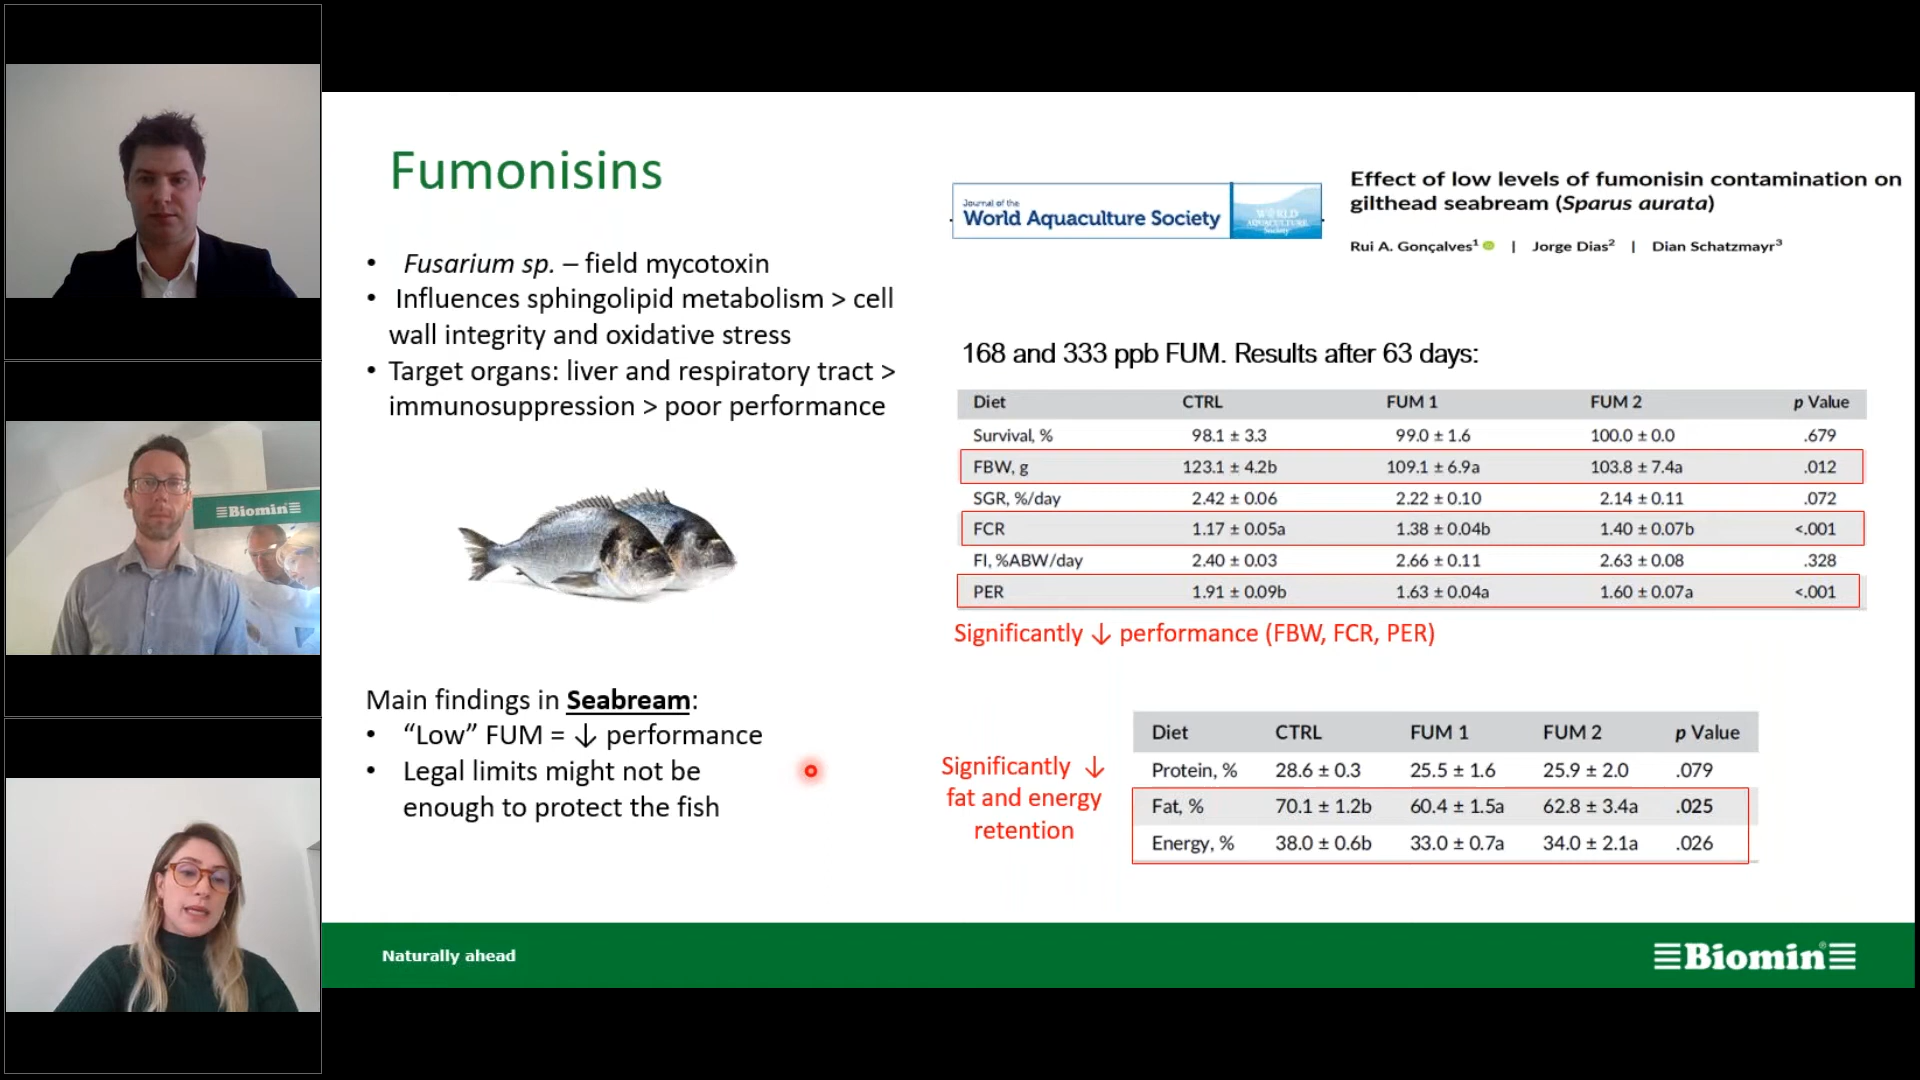 Fumonisins
• Fusarium sp. – field mycotoxin
• Influences sphingolipid metabolism > cell
wall integrity and oxidative stress
• Target organs: liver and respiratory tract >
immunosuppression > poor performance
Main findings in Seabream:
• “Low” FUM = ↓ performance
• Legal limits might not be
enough to protect the fish
Journal of the
World Aquaculture Society
WORLD
AQUACULTURE
Society
Effect of low levels of fumonisin contamination on
gilthead seabream (Sparus aurata)
Rui A. Gonçalves¹ | Jorge Dias² | Dian Schatzmayr³
168 and 333 ppb FUM. Results after 63 days:
Diet CTRL FUM 1 FUM 2 p Value
Survival, % 98.1 ± 3.3 99.0 ± 1.6 100.0 ± 0.0 .679
FBW, g 123.1 ± 4.2b 109.1 ± 6.9a 103.8 ± 7.4a .012
SGR, %/day 2.42 ± 0.06 2.22 ± 0.10 2.14 ± 0.11 .072
FCR 1.17 ± 0.05a 1.38 ± 0.04b 1.40 ± 0.07b <.001
FI, %ABW/day 2.40 ± 0.03 2.66 ± 0.11 2.63 ± 0.08 .328
PER 1.91 ± 0.09b 1.63 ± 0.04a 1.60 ± 0.07a <.001
Significantly ↓ performance (FBW, FCR, PER)
Significantly ↓
fat and energy
retention
Diet CTRL FUM 1 FUM 2 p Value
Protein, % 28.6 ± 0.3 25.5 ± 1.6 25.9 ± 2.0 .079
Fat, % 70.1 ± 1.2b 60.4 ± 1.5a 62.8 ± 3.4a .025
Energy, % 38.0 ± 0.6b 33.0 ± 0.7a 34.0 ± 2.1a .026
Naturally ahead
Biomin®
Biomin